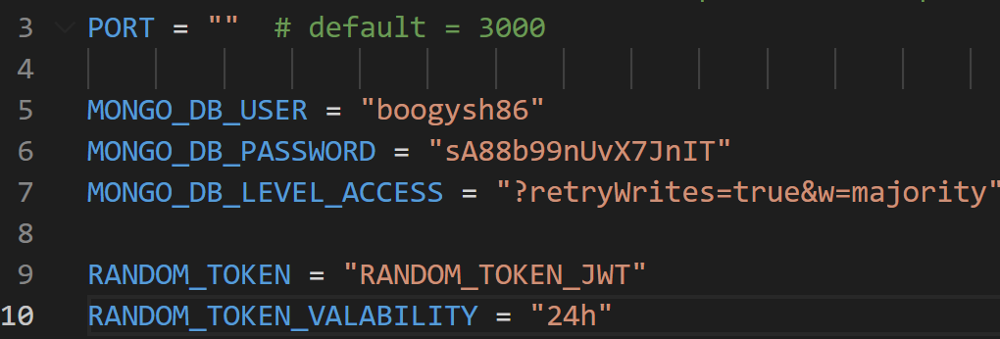 3 PORT = "" # default = 3000
4
5 MONGO_DB_USER = "boogysh86"
6 MONGO_DB_PASSWORD = "sA88b99nUvX7JnIT"
7 MONGO_DB_LEVEL_ACCESS = "?retryWrites=true&w=majority"
8
9 RANDOM_TOKEN = "RANDOM_TOKEN_JWT"
10 RANDOM_TOKEN_VALABILITY = "24h"